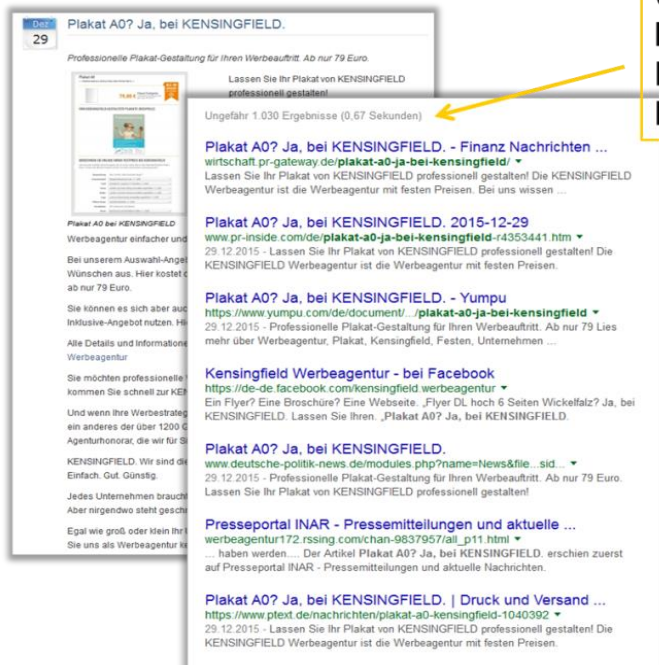 Dez
29
Plakat A0? Ja, bei KENSINGFIELD.
Professionelle Plakat-Gestaltung für Ihren Werbeauftritt. Ab nur 79 Euro.
Lassen Sie Ihr Plakat von KENSINGFIELD
professionell gestalten!
Plakat A0 bei KENSINGFIELD
Werbeagentur einfacher und
Bei unserem Auswahl-Ange
Wünschen aus. Hier kostet
ab nur 79 Euro.
Sie können es sich aber auc
Inklusive-Angebot nutzen. Hi
Alle Details und Informatione
Werbeagentur
Sie möchten professionelle
kommen Sie schnell zur KEN
Und wenn Ihre Werbestrateg
ein anderes der über 1200 G
Agenturhonorar, die wir für S
KENSINGFIELD. Wir sind die
Einfach. Gut. Günstig.
Jedes Unternehmen brauch
Aber nirgendwo steht gesch
Egal wie groß oder klein Ihr
Sie uns als Werbeagentur ke
Ungefähr 1.030 Ergebnisse (0,67 Sekunden)
Plakat A0? Ja, bei KENSINGFIELD. - Finanz Nachrichten ...
wirtschaft.pr-gateway.de/plakat-a0-ja-bei-kensingfield/
Lassen Sie Ihr Plakat von KENSINGFIELD professionell gestalten! Die KENSINGFIELD
Werbeagentur ist die Werbeagentur mit festen Preisen. Bei uns wissen ...
Plakat A0? Ja, bei KENSINGFIELD. 2015-12-29
www.pr-inside.com/de/plakat-a0-ja-bei-kensingfield-r4353441.htm
29.12.2015 - Lassen Sie Ihr Plakat von KENSINGFIELD professionell gestalten! Die
KENSINGFIELD Werbeagentur ist die Werbeagentur mit festen Preisen.
Plakat A0? Ja, bei KENSINGFIELD. - Yumpu
https://www.yumpu.com/de/document/.../plakat-a0-ja-bei-kensingfield
29.12.2015 - Professionelle Plakat-Gestaltung für Ihren Werbeauftritt. Ab nur 79 Lies
mehr über Werbeagentur, Plakat, Kensingfield, Festen, Unternehmen ....
Kensingfield Werbeagentur - bei Facebook
https://de-de.facebook.com/kensingfield.werbeagentur
Ein Flyer? Eine Broschüre? Eine Webseite. „Flyer DL hoch 6 Seiten Wickelfalz? Ja, bei
KENSINGFIELD. Lassen Sie Ihren. „Plakat A0? Ja, bei KENSINGFIELD.
Plakat A0? Ja, bei KENSINGFIELD.
www.deutsche-politik-news.de/modules.php?name=News&file...sid...
29.12.2015 - Professionelle Plakat-Gestaltung für Ihren Werbeauftritt. Ab nur 79 Euro.
Lassen Sie Ihr Plakat von KENSINGFIELD professionell gestalten!
Presseportal INAR - Pressemitteilungen und aktuelle ...
werbeagentur172.rssing.com/chan-9837957/all_p11.html
... haben werden.... Der Artikel Plakat A0? Ja, bei KENSINGFIELD. erschien zuerst
auf Presseportal INAR - Pressemitteilungen und aktuelle Nachrichten.
Plakat A0? Ja, bei KENSINGFIELD. | Druck und Versand ...
https://www.ptext.de/nachrichten/plakat-a0-kensingfield-1040392
29.12.2015 - Lassen Sie Ihr Plakat von KENSINGFIELD professionell gestalten! Die
KENSINGFIELD Werbeagentur ist die Werbeagentur mit festen Preisen.